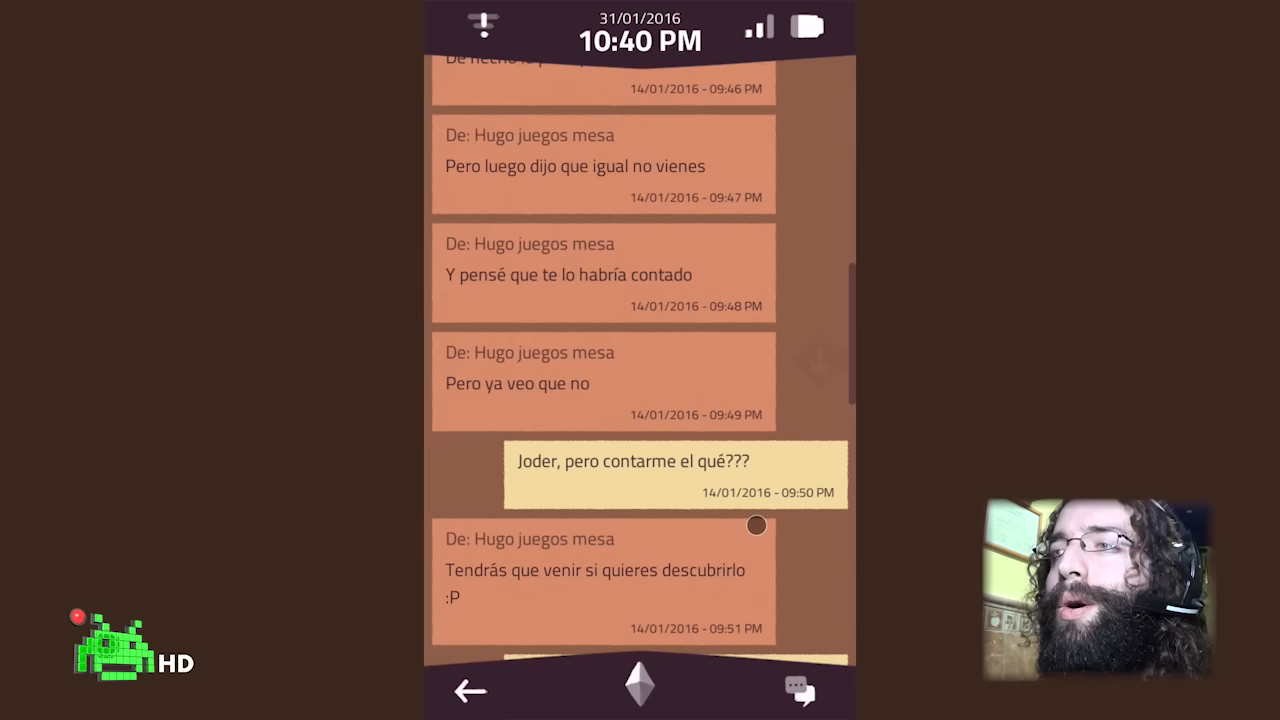 31/01/2016
10:40 PM
14/01/2016 - 09:46 PM
De: Hugo juegos mesa
Pero luego dijo que igual no vienes
14/01/2016 - 09:47 PM
De: Hugo juegos mesa
Y pensé que te lo habría contado
14/01/2016 - 09:48 PM
De: Hugo juegos mesa
Pero ya veo que no
14/01/2016 - 09:49 PM
Joder, pero contarme el qué???
14/01/2016 - 09:50 PM
De: Hugo juegos mesa
Tendrás que venir si quieres descubrirlo
:P
14/01/2016 - 09:51 PM
HD